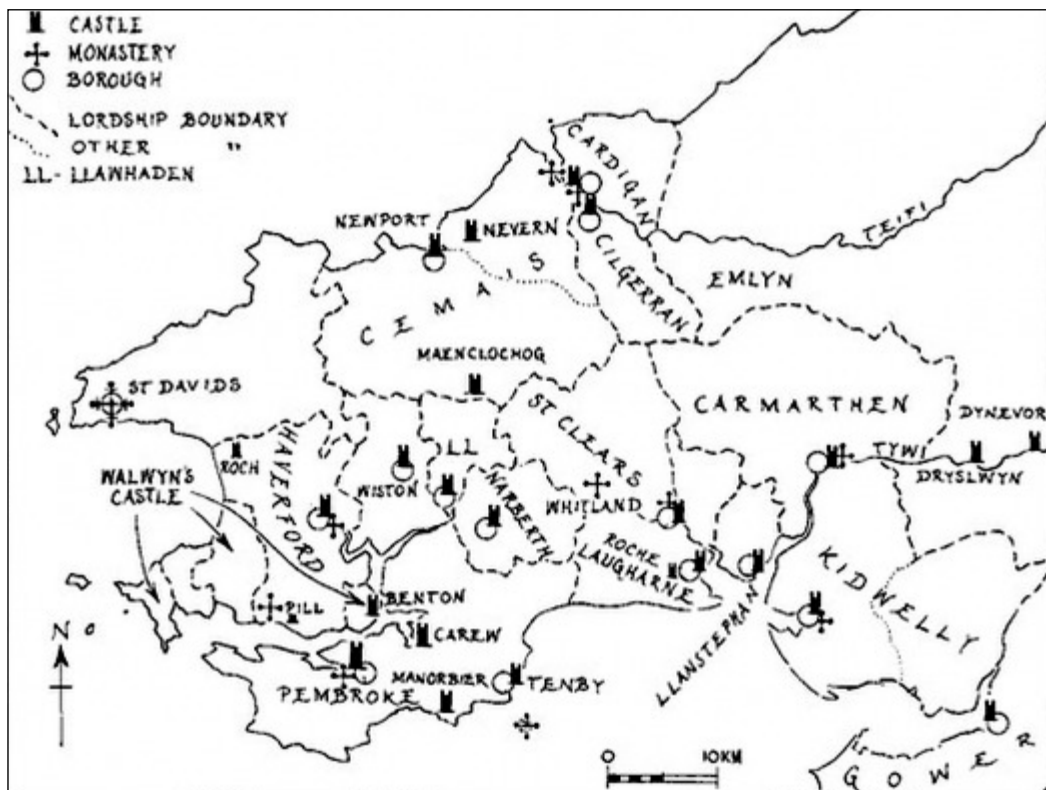 CASTLE
MONASTERY
BOROUGH
LORDSHIP BOUNDARY
OTHER "
LL - LLAWHADEN
CARDIGAN
TEIFI
NEWPORT
NEVERN
CILGERRAN
EMLYN
CEMAIS
MAENCLOCHOG
ST DAVIDS
ST CLEARS
CARMARTHEN
DYNEVOR
TYWI
DRYSLWYN
ROCH
HAVERFORD
LL
WALWYN'S
CASTLE
WISTON
NARBERTH
WHITLAND
ROCHE
LAUGHARNE
KIDWELLY
BENTON
PILL
CAREW
LLANSTEPHAN
N
MANORBIER
PEMBROKE
TENBY
0 10KM
GOWER